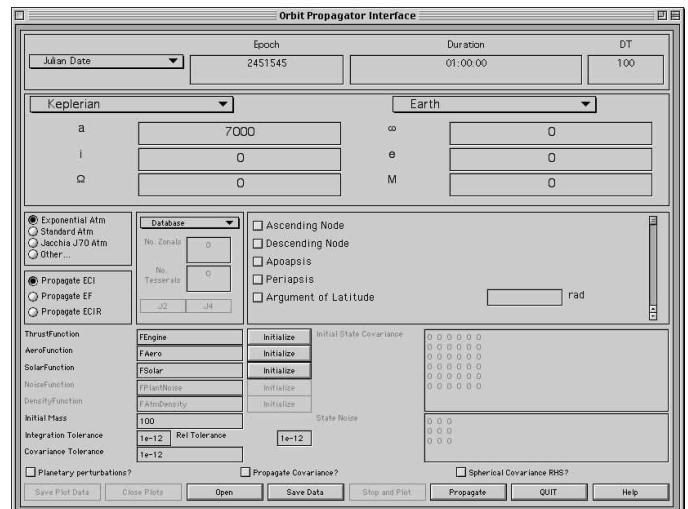 Orbit Propagator Interface
Epoch Duration DT
Julian Date 2451545 01:00:00 100
Keplerian Earth
a 7000 ω 0
i 0 e 0
Ω 0 M 0
Exponential Atm
Standard Atm
Jacchia J70 Atm
Other...
Propagate ECI
Propagate EF
Propagate ECIR
Database
No. Zonals 0
No. Tesserals 0
J2 J4
Ascending Node
Descending Node
Apoapsis
Periapsis
Argument of Latitude rad
ThrustFunction FEngine Initialize
AeroFunction FAero Initialize
SolarFunction FSolar Initialize
NoiseFunction FPlantNoise Initialize
DensityFunction FAtmDensity Initialize
Initial Mass 100
Integration Tolerance 1e-12 Rel Tolerance 1e-12
Covariance Tolerance 1e-12
Initial State Covariance
0 0 0 0 0 0
0 0 0 0 0 0
0 0 0 0 0 0
0 0 0 0 0 0
0 0 0 0 0 0
0 0 0 0 0 0
State Noise
0 0 0
0 0 0
0 0 0
Planetary perturbations? Propagate Covariance? Spherical Covariance RHS?
Save Plot Data Close Plots Open Save Data Stop and Plot Propagate QUIT Help